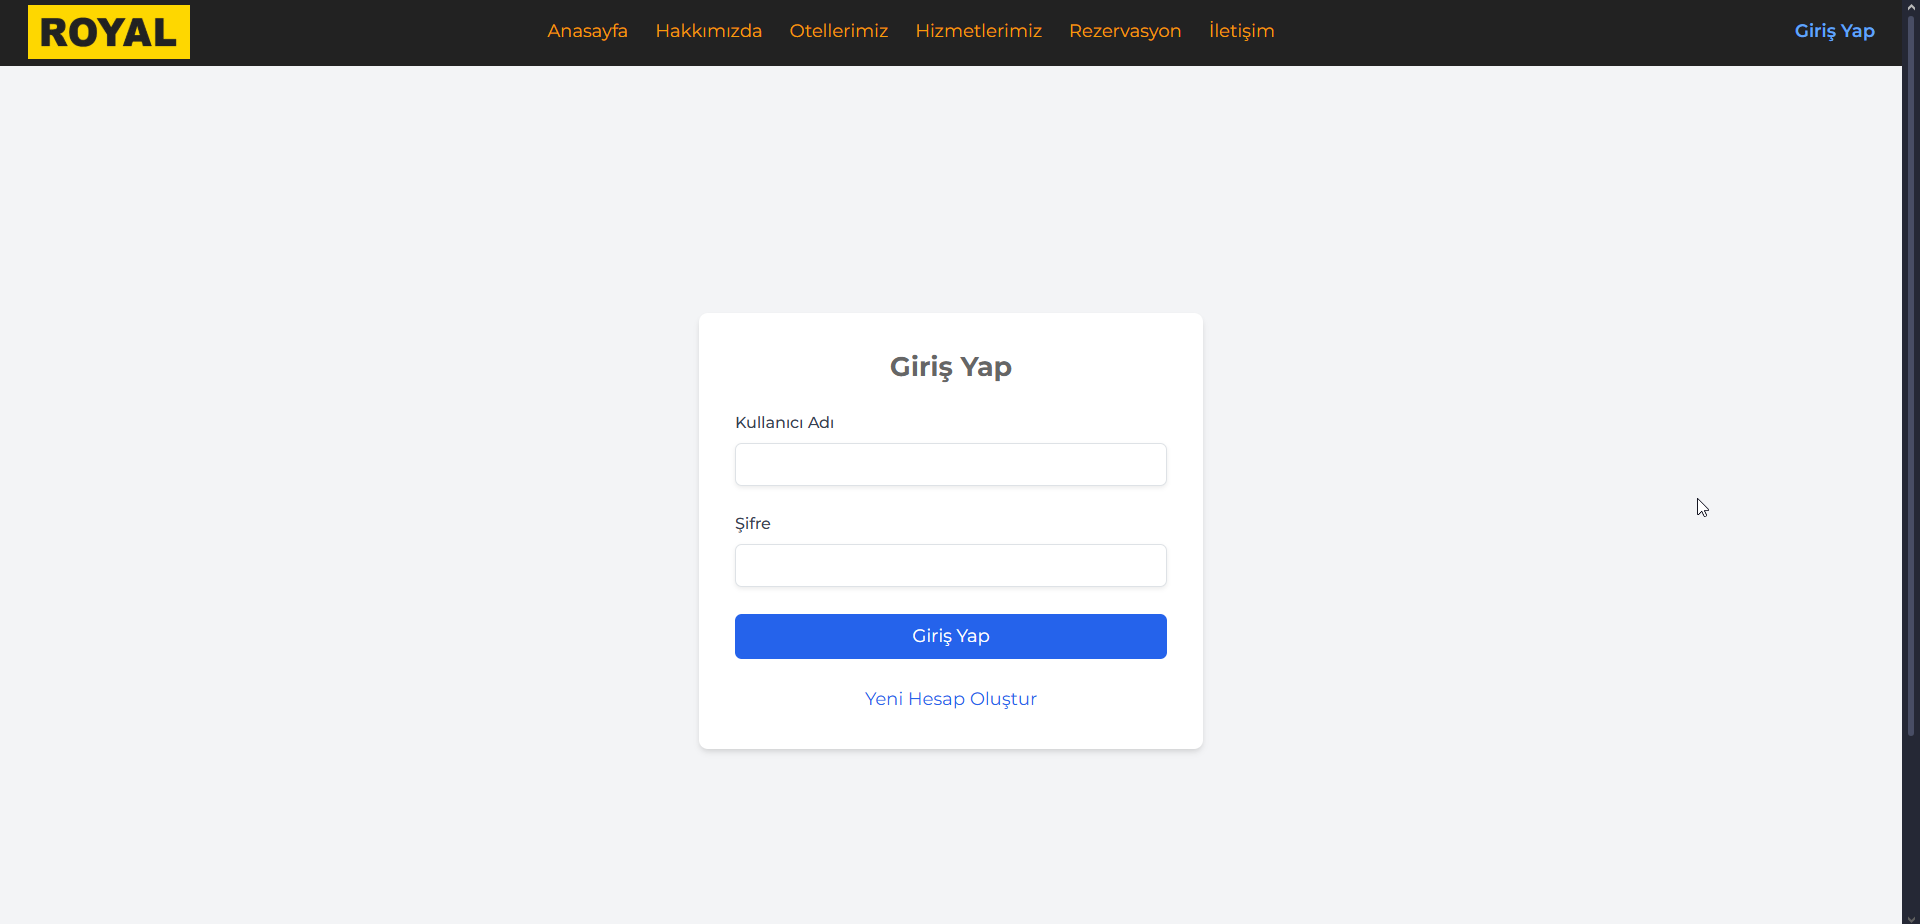 ROYAL
Anasayfa Hakkımızda Otellerimiz Hizmetlerimiz Rezervasyon İletişim
Giriş Yap
Giriş Yap
Kullanıcı Adı
Şifre
Giriş Yap
Yeni Hesap Oluştur